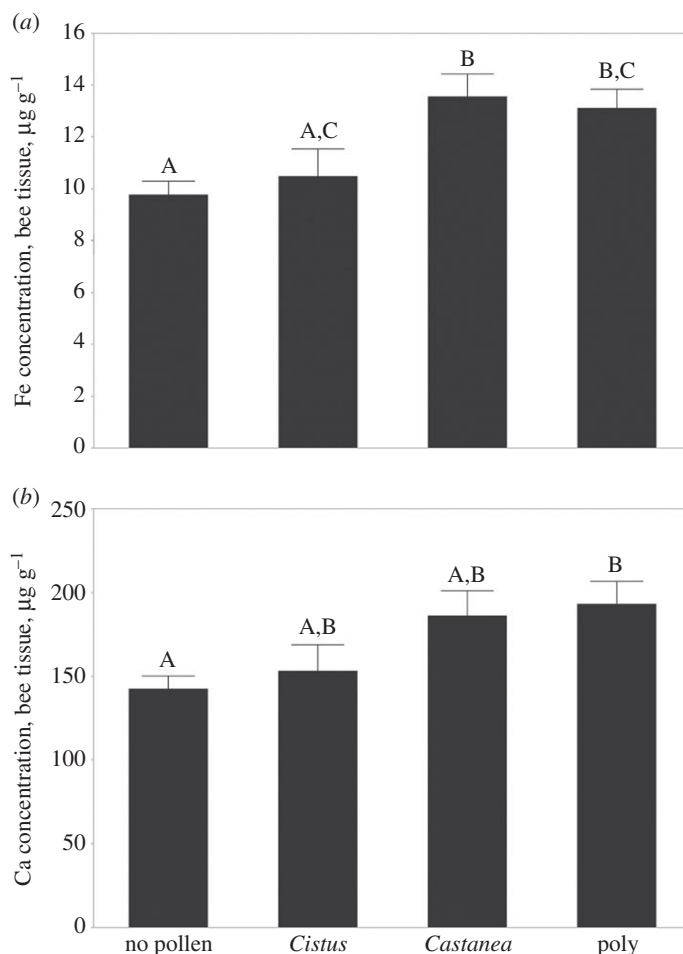 (a)
16
14
12
10
8
6
4
2
0
Fe concentration, bee tissue, µg g⁻¹
A
A,C
B
B,C
(b)
250
200
150
100
50
0
Ca concentration, bee tissue, µg g⁻¹
A
A,B
A,B
B
no pollen Cistus Castanea poly